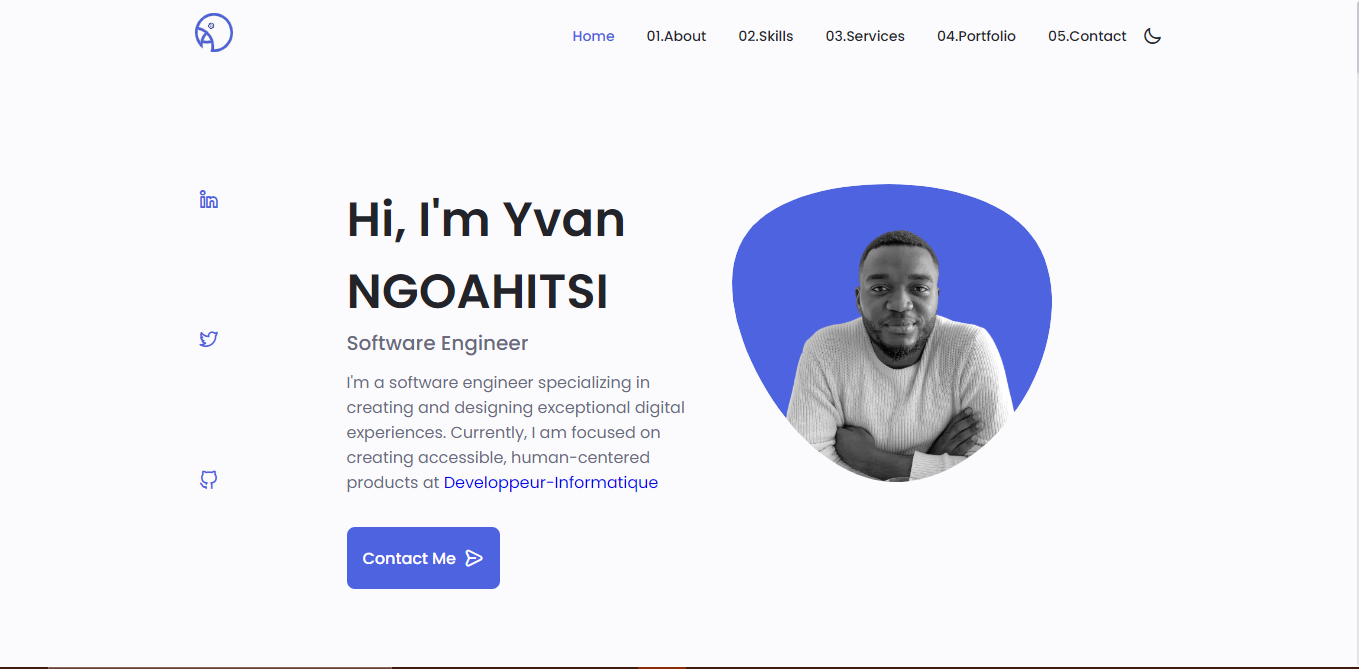 Home
01.About
02.Skills
03.Services
04.Portfolio
05.Contact
Hi, I'm Yvan
NGOAHITSI
Software Engineer
I'm a software engineer specializing in
creating and designing exceptional digital
experiences. Currently, I am focused on
creating accessible, human-centered
products at Developpeur-Informatique
Contact Me